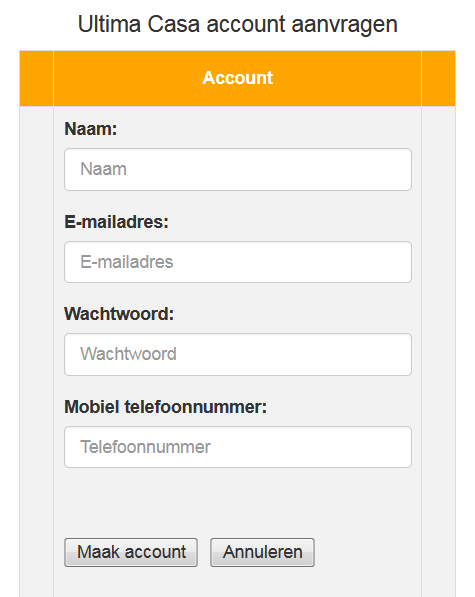 Ultima Casa account aanvragen
Account
Naam:
Naam
E-mailadres:
E-mailadres
Wachtwoord:
Wachtwoord
Mobiel telefoonnummer:
Telefoonnummer
Maak account Annuleren